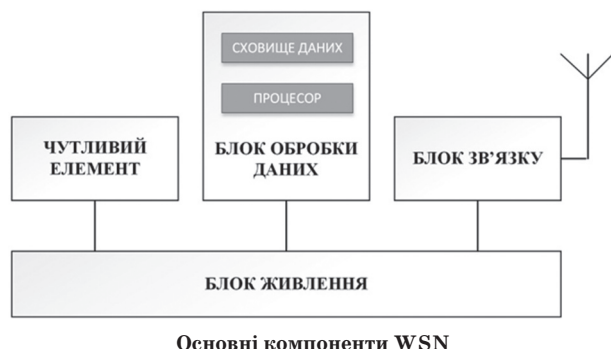 СХОВИЩЕ ДАНИХ
ПРОЦЕСОР
ЧУТЛИВИЙ
ЕЛЕМЕНТ
БЛОК ОБРОБКИ
ДАНИХ
БЛОК ЗВ’ЯЗКУ
БЛОК ЖИВЛЕННЯ
Основні компоненти WSN